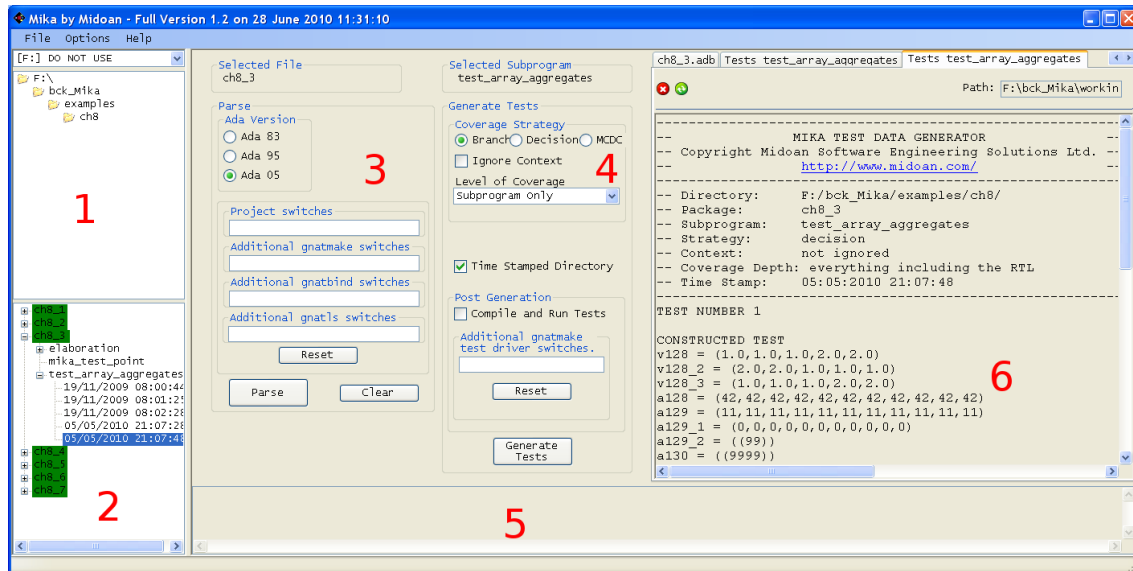 Mika by Midoan - Full Version 1.2 on 28 June 2010 11:31:10
File Options Help
[F:] DO NOT USE
F:\
bck_Mika
examples
ch8
1
ch8_1
ch8_2
ch8_3
elaboration
mika_test_point
test_array_aggregates
19/11/2009 08:00:44
19/11/2009 08:01:25
19/11/2009 08:02:28
05/05/2010 21:07:28
05/05/2010 21:07:48
ch8_4
ch8_5
ch8_6
ch8_7
2
Selected File
ch8_3
Parse
Ada Version
Ada 83
Ada 95
Ada 05
3
Project switches
Additional gnatmake switches
Additional gnatbind switches
Additional gnatls switches
Reset
Parse Clear
Selected Subprogram
test_array_aggregates
Generate Tests
Coverage Strategy
Branch Decision MCDC
Ignore Context
4
Level of Coverage
Subprogram Only
Time Stamped Directory
Post Generation
Compile and Run Tests
Additional gnatmake
test driver switches.
Reset
Generate
Tests
5
ch8_3.adb Tests test_array_aggregates Tests test_array_aggregates
Path: F:\bck_Mika\workin
--------------------------------------------------
-- MIKA TEST DATA GENERATOR --
-- Copyright Midoan Software Engineering Solutions Ltd. --
-- http://www.midoan.com/ --
--------------------------------------------------
-- Directory: F:/bck_Mika/examples/ch8/
-- Package: ch8_3
-- Subprogram: test_array_aggregates
-- Strategy: decision
-- Context: not ignored
-- Coverage Depth: everything including the RTL
-- Time Stamp: 05:05:2010 21:07:48
--------------------------------------------------
TEST NUMBER 1
CONSTRUCTED TEST
v128 = (1.0,1.0,1.0,2.0,2.0)
v128_2 = (2.0,2.0,1.0,1.0,1.0)
v128_3 = (1.0,1.0,1.0,2.0,2.0)
a128 = (42,42,42,42,42,42,42,42,42,42,42)
a129 = (11,11,11,11,11,11,11,11,11,11,11)
a129_1 = (0,0,0,0,0,0,0,0,0,0,0)
a129_2 = ((99))
a130 = ((9999))
6